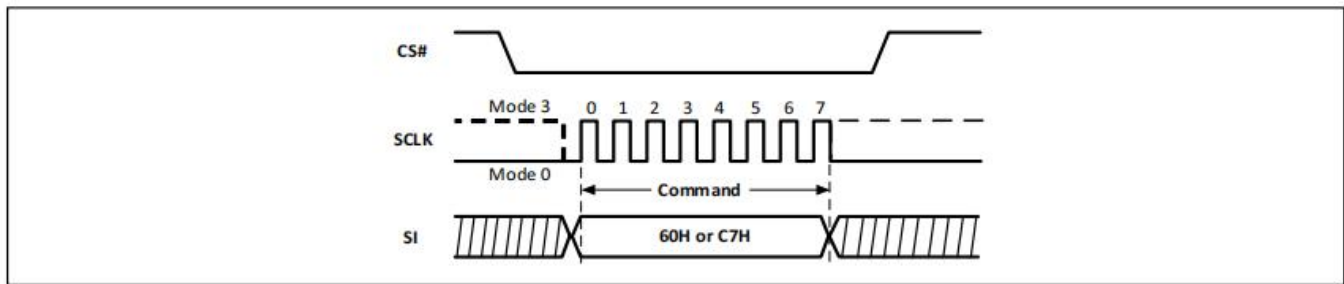 CS#
Mode 3 0 1 2 3 4 5 6 7
SCLK
Mode 0
Command
SI 60H or C7H